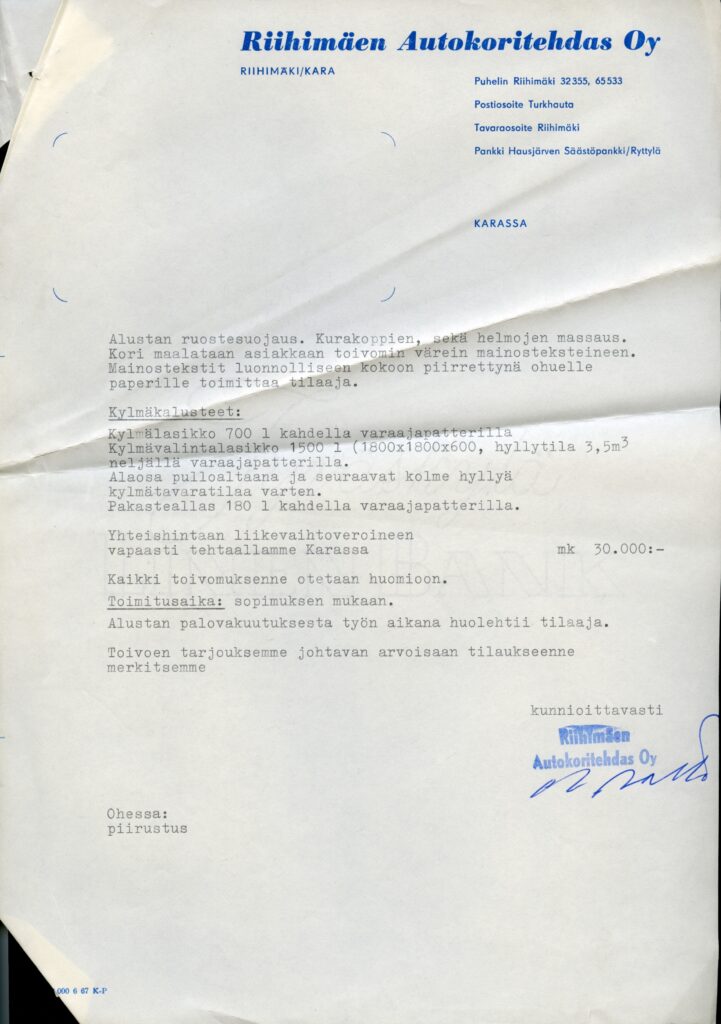 Riihimäen Autokoritehdas Oy
RIIHIMÄKI/KARA
Puhelin Riihimäki 32355, 65533
Postiosoite Turkhauta
Tavaraosoite Riihimäki
Pankki Hausjärven Säästöpankki/Ryttylä
KARASSA
Alustan ruostesuojaus. Kurakoppien, sekä helmojen massaus.
Kori maalataan asiakkaan toivomin värein mainosteksteineen.
Mainostekstit luonnolliseen kokoon piirrettynä ohuelle
paperille toimittaa tilaaja.
Kylmäkalusteet:
Kylmälasikko 700 l kahdella varaajapatterilla
Kylmävalintalasikko 1500 l (1800x1800x600, hyllytila 3,5m³
neljällä varaajapatterilla.
Alaosa pulloaltaana ja seuraavat kolme hyllyä
kylmätavaratilaa varten.
Pakasteallas 180 l kahdella varaajapatterilla.
Yhteishintaan liikevaihtoveroineen
vapaasti tehtaallamme Karassa mk 30.000:-
Kaikki toivomuksenne otetaan huomioon.
Toimitusaika: sopimuksen mukaan.
Alustan palovakuutuksesta työn aikana huolehtii tilaaja.
Toivoen tarjouksemme johtavan arvoisaan tilaukseenne
merkitsemme
kunnioittavasti
Riihimäen
Autokoritehdas Oy
Ohessa:
piirustus
000 6 67 K-P